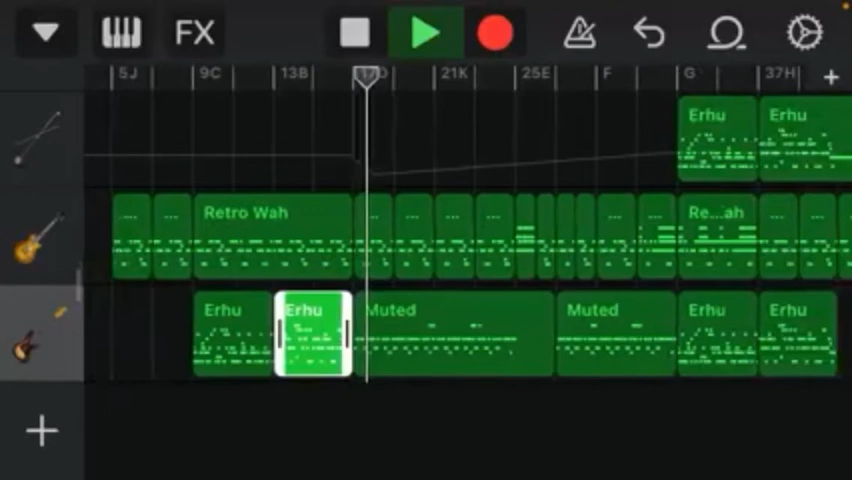 FX
5J 9C 13B 21K 25E F G 37H +
Erhu Erhu
... ... Retro Wah ... ... ... ... ... ... Re...ah ... ...
Erhu Erhu Muted Muted Erhu Erhu